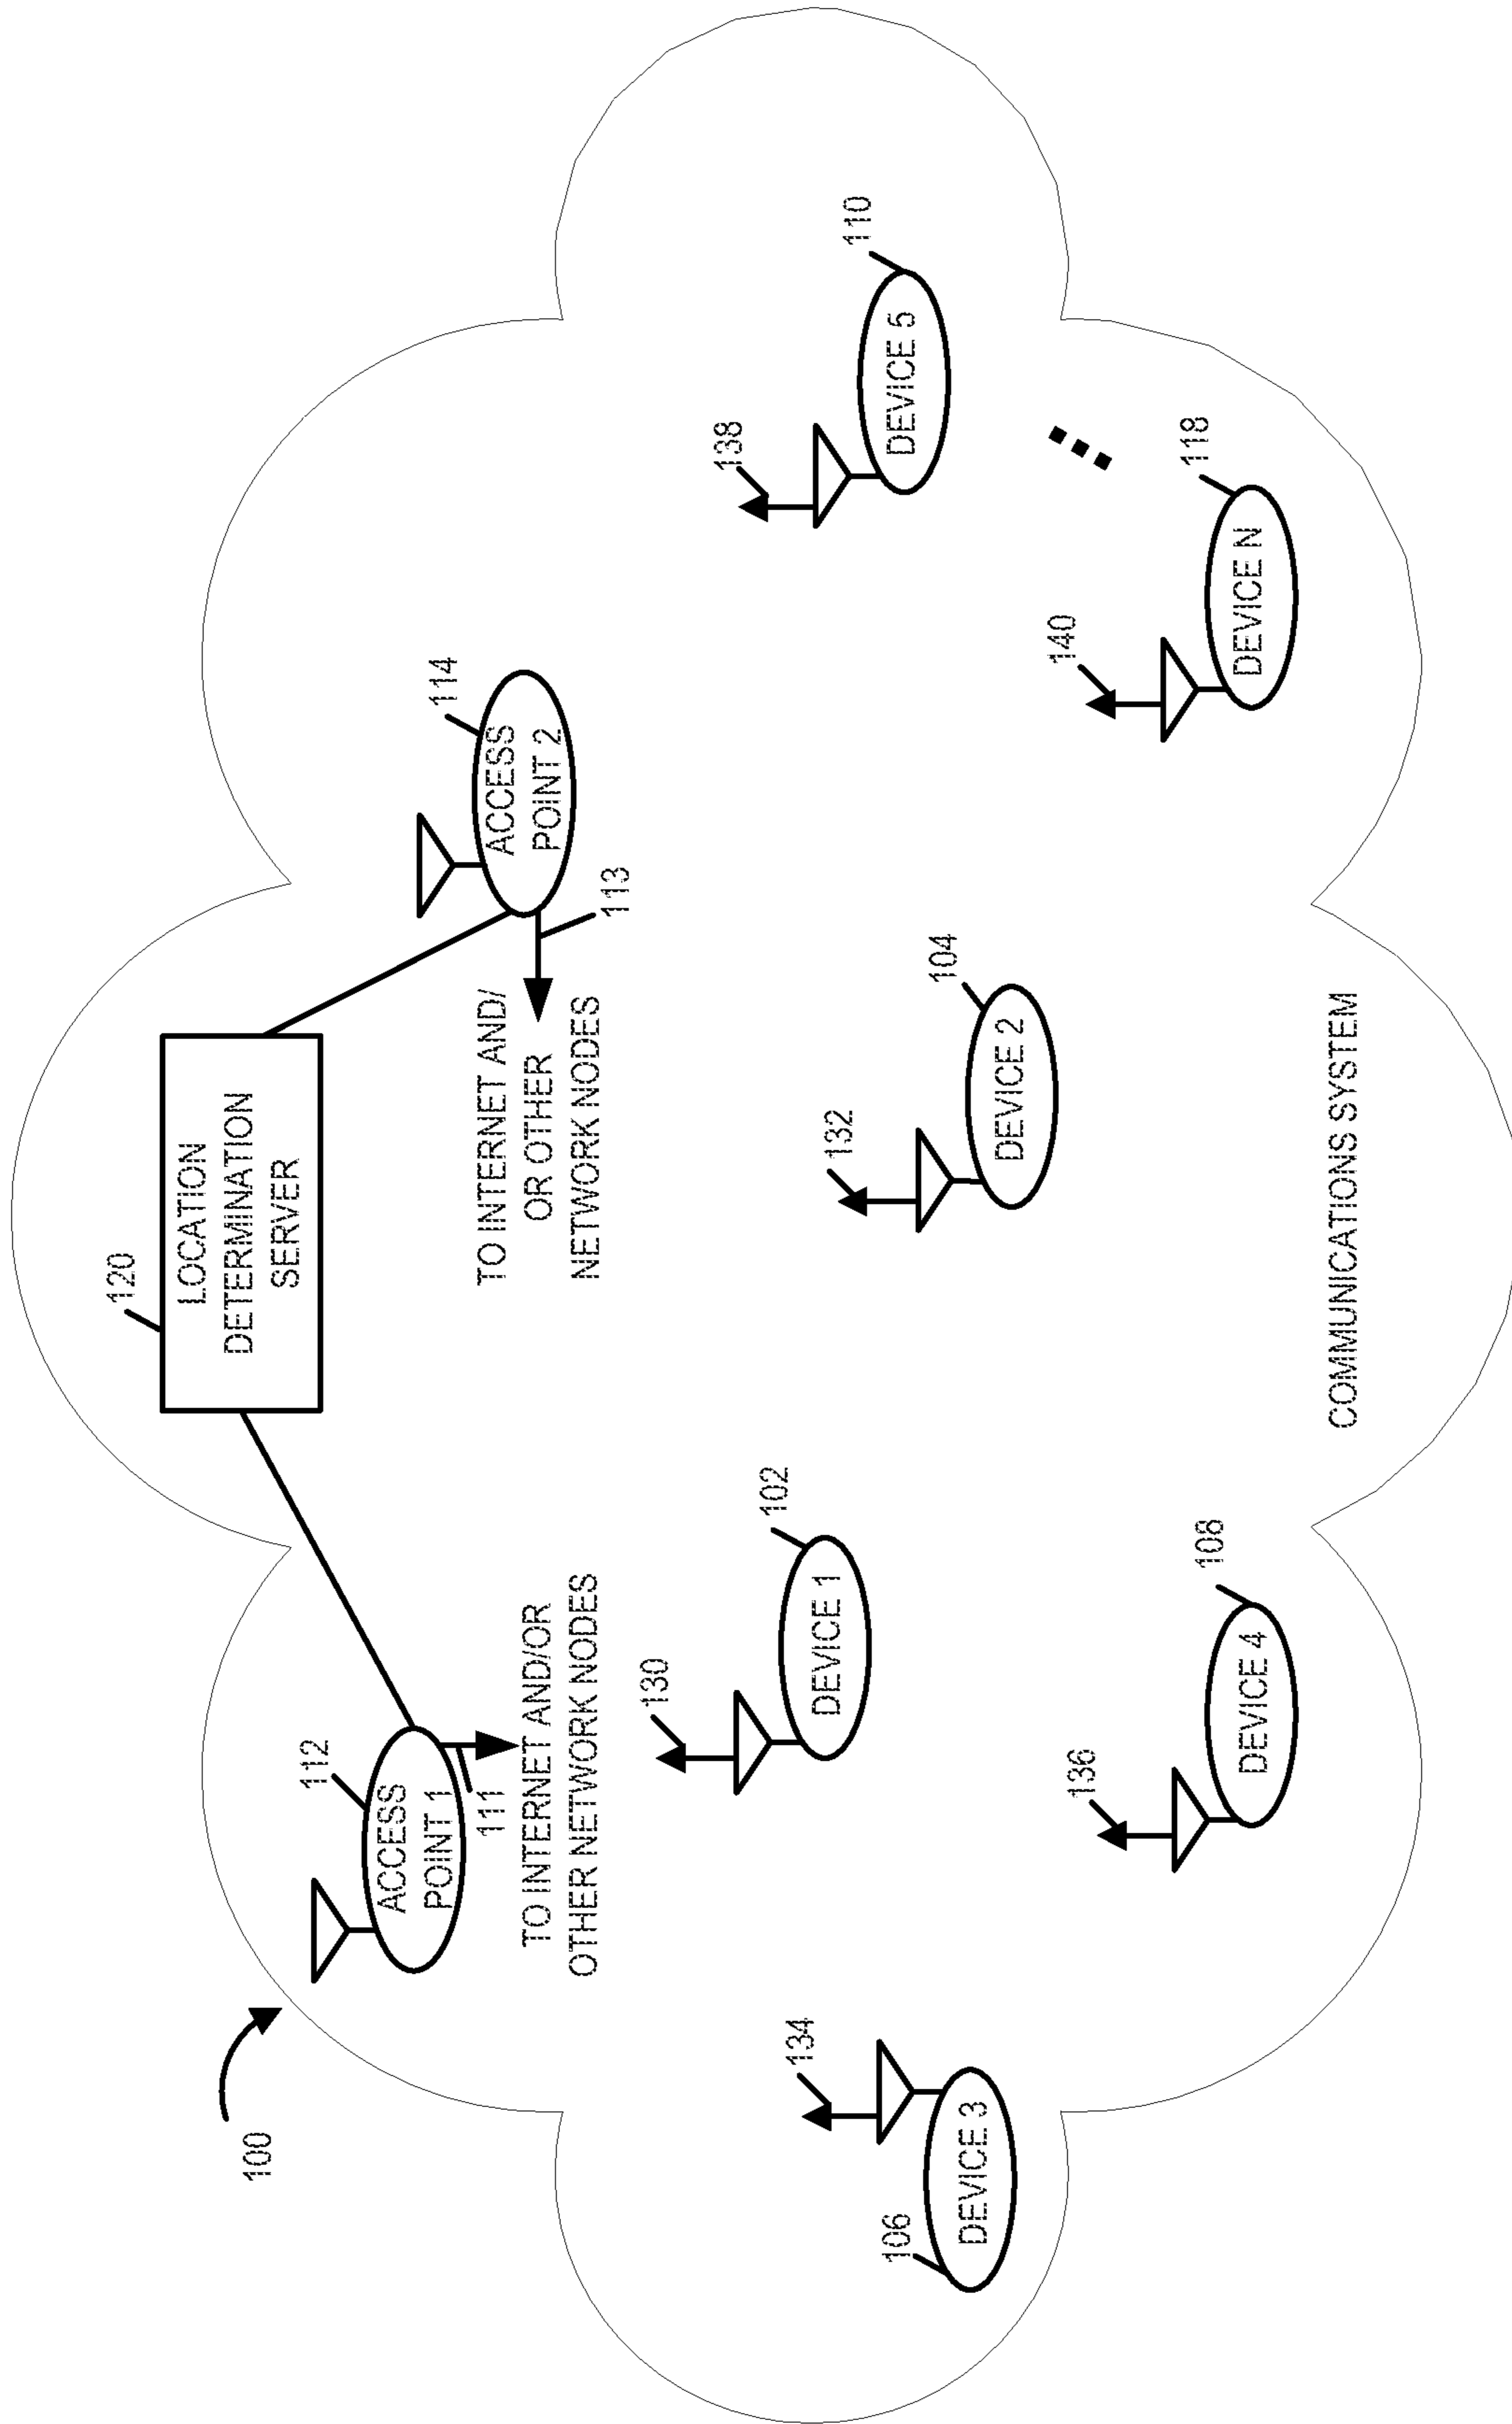 100
120
LOCATION
DETERMINATION
SERVER
112
ACCESS
POINT 1
111
TO INTERNET AND/OR
OTHER NETWORK NODES
114
ACCESS
POINT 2
113
TO INTERNET AND/
OR OTHER
NETWORK NODES
130
102
DEVICE 1
132
104
DEVICE 2
134
106
DEVICE 3
136
108
DEVICE 4
138
110
DEVICE 5
140
118
DEVICE N
COMMUNICATIONS SYSTEM